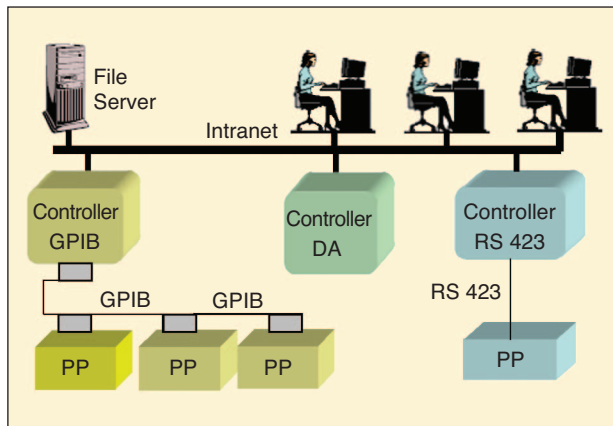 File
Server
Intranet
Controller
GPIB
Controller
DA
Controller
RS 423
GPIB
GPIB
RS 423
PP
PP
PP
PP